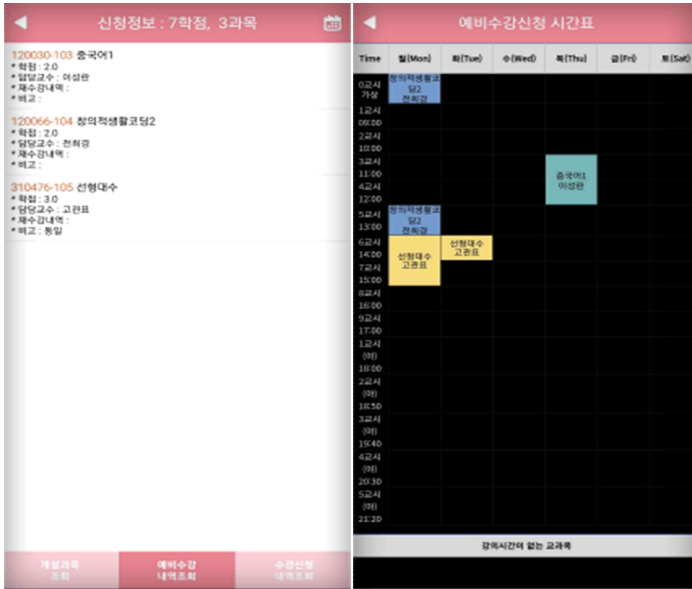 신청정보 : 7학점, 3과목
120030-103 중국어1
* 학점 : 2.0
* 담당교수 : 이성란
* 재수강내역 :
* 비고 :
120066-104 창의적생활코딩2
* 학점 : 2.0
* 담당교수 : 전희경
* 재수강내역 :
* 비고 :
310476-105 선형대수
* 학점 : 3.0
* 담당교수 : 고관표
* 재수강내역 :
* 비고 : 동일
개설과목
조회
예비수강
내역조회
수강신청
내역조회
예비수강신청 시간표
Time 월(Mon) 화(Tue) 수(Wed) 목(Thu) 금(Fri) 토(Sat)
0교시
가상
창의적생활코
딩2
전희경
1교시
09:00
2교시
10:00
3교시
11:00
4교시
12:00
중국어1
이성란
5교시
13:00
창의적생활코
딩2
전희경
6교시
14:00
7교시
15:00
선형대수
고관표
선형대수
고관표
8교시
16:00
9교시
17:00
1교시
(야)
18:00
2교시
(야)
18:50
3교시
(야)
19:40
4교시
(야)
20:30
5교시
(야)
21:20
강의시간이 없는 교과목